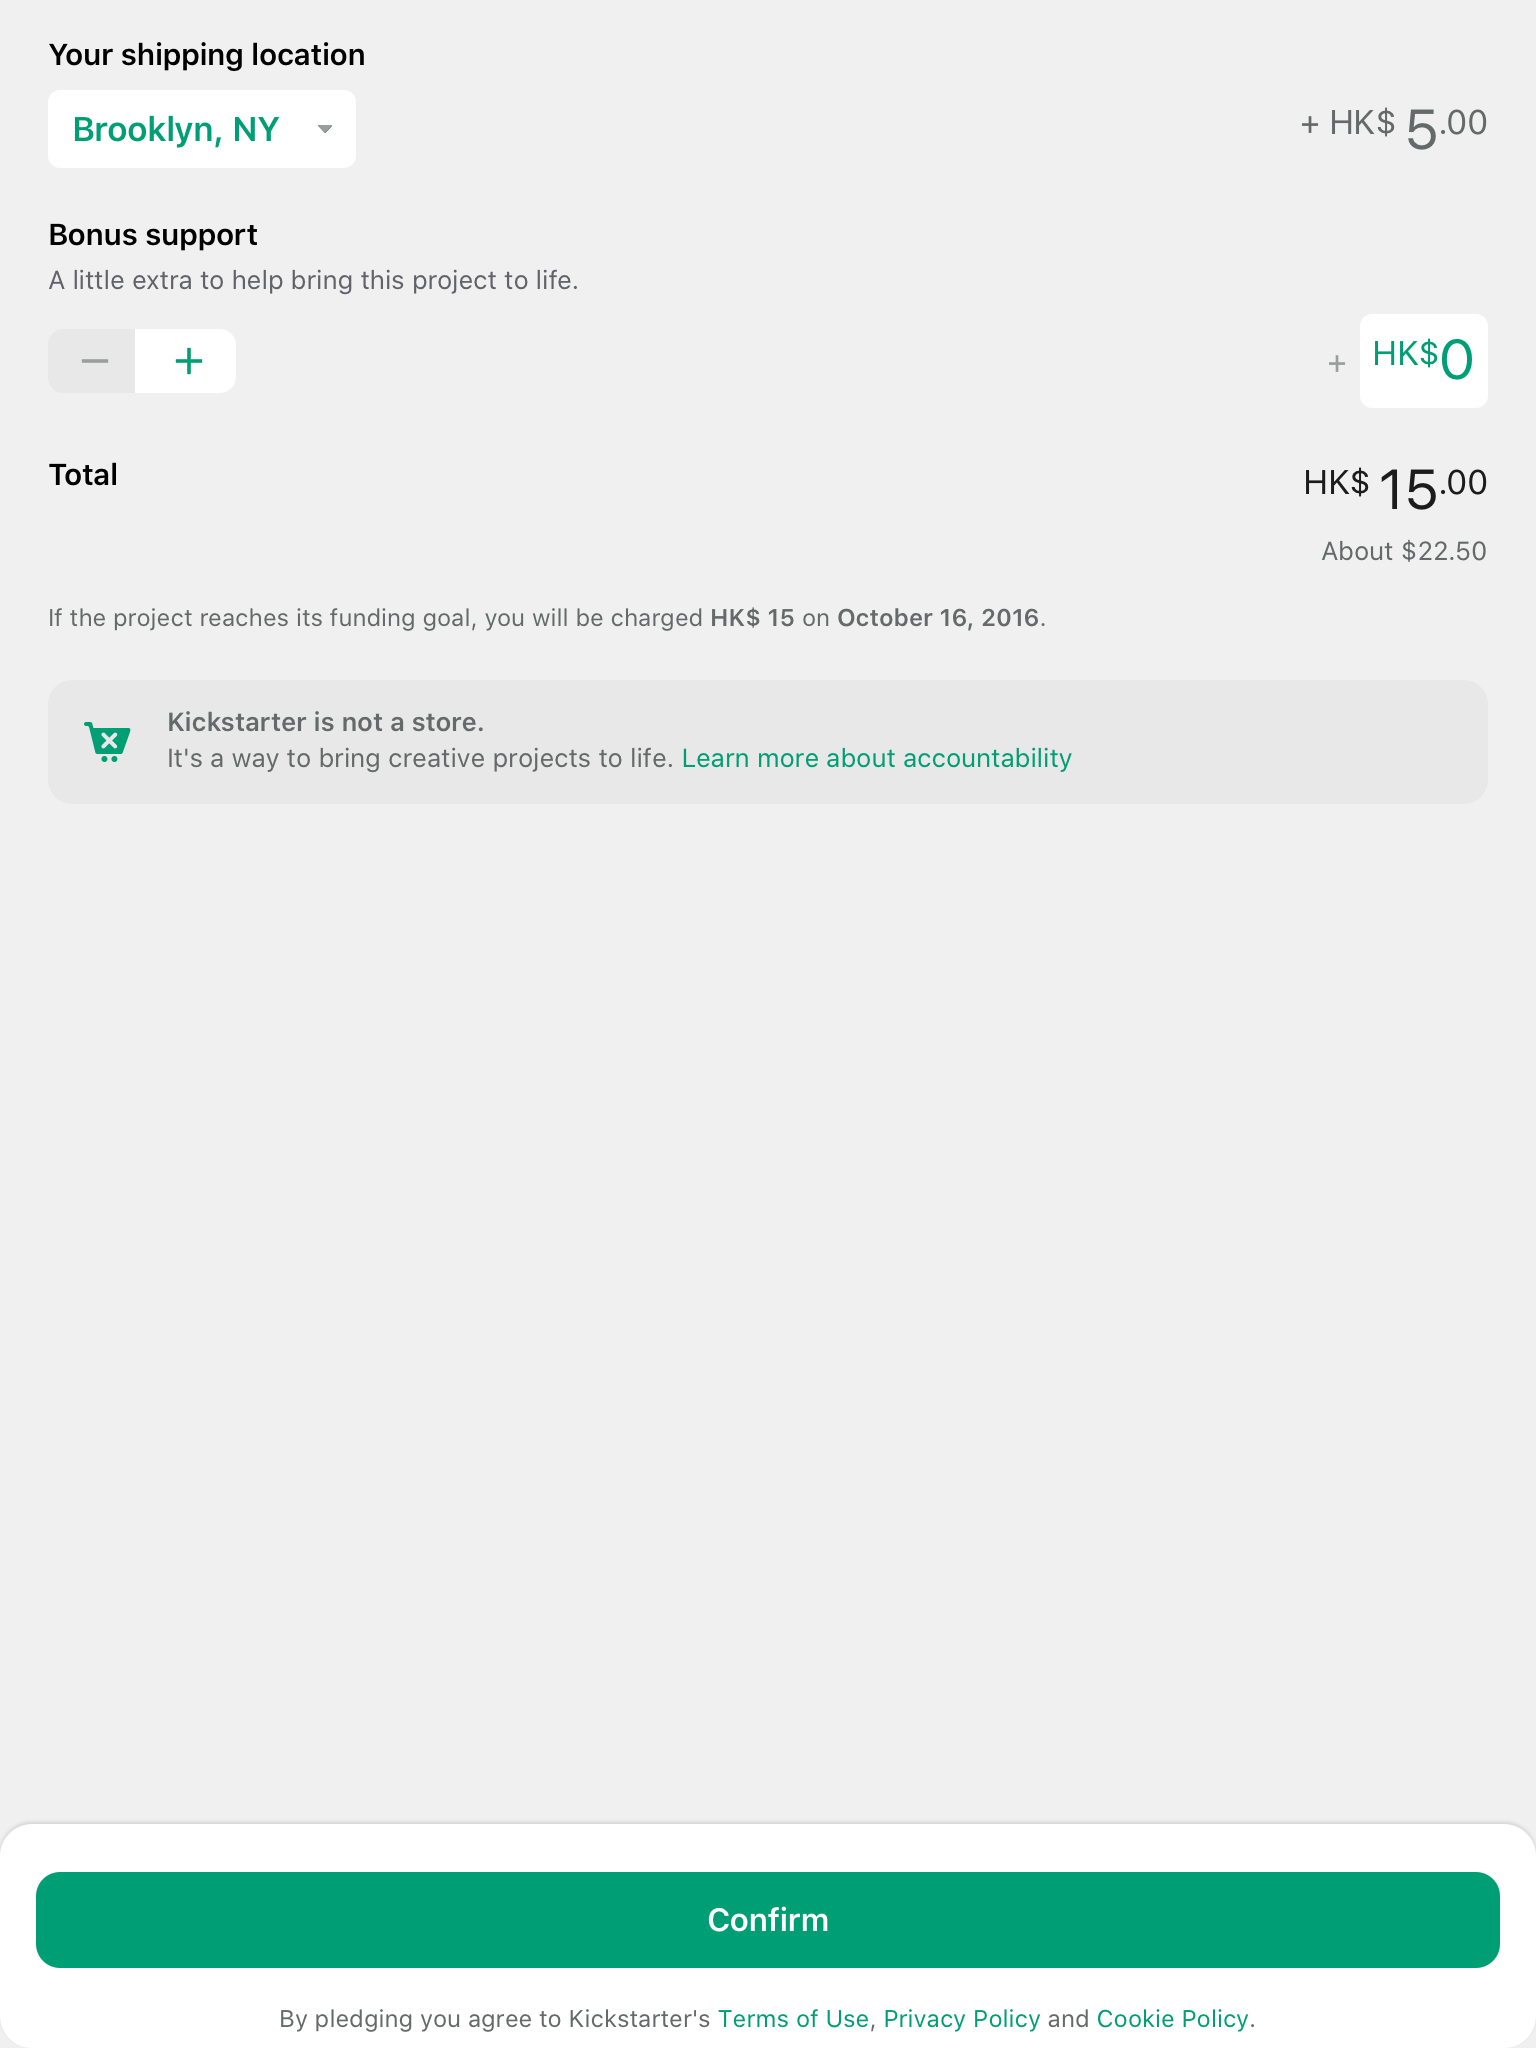 Your shipping location
Brooklyn, NY
+ HK$ 5.00
Bonus support
A little extra to help bring this project to life.
− +
+ HK$0
Total
HK$ 15.00
About $22.50
If the project reaches its funding goal, you will be charged HK$ 15 on October 16, 2016.
Kickstarter is not a store.
It's a way to bring creative projects to life. Learn more about accountability
Confirm
By pledging you agree to Kickstarter's Terms of Use, Privacy Policy and Cookie Policy.